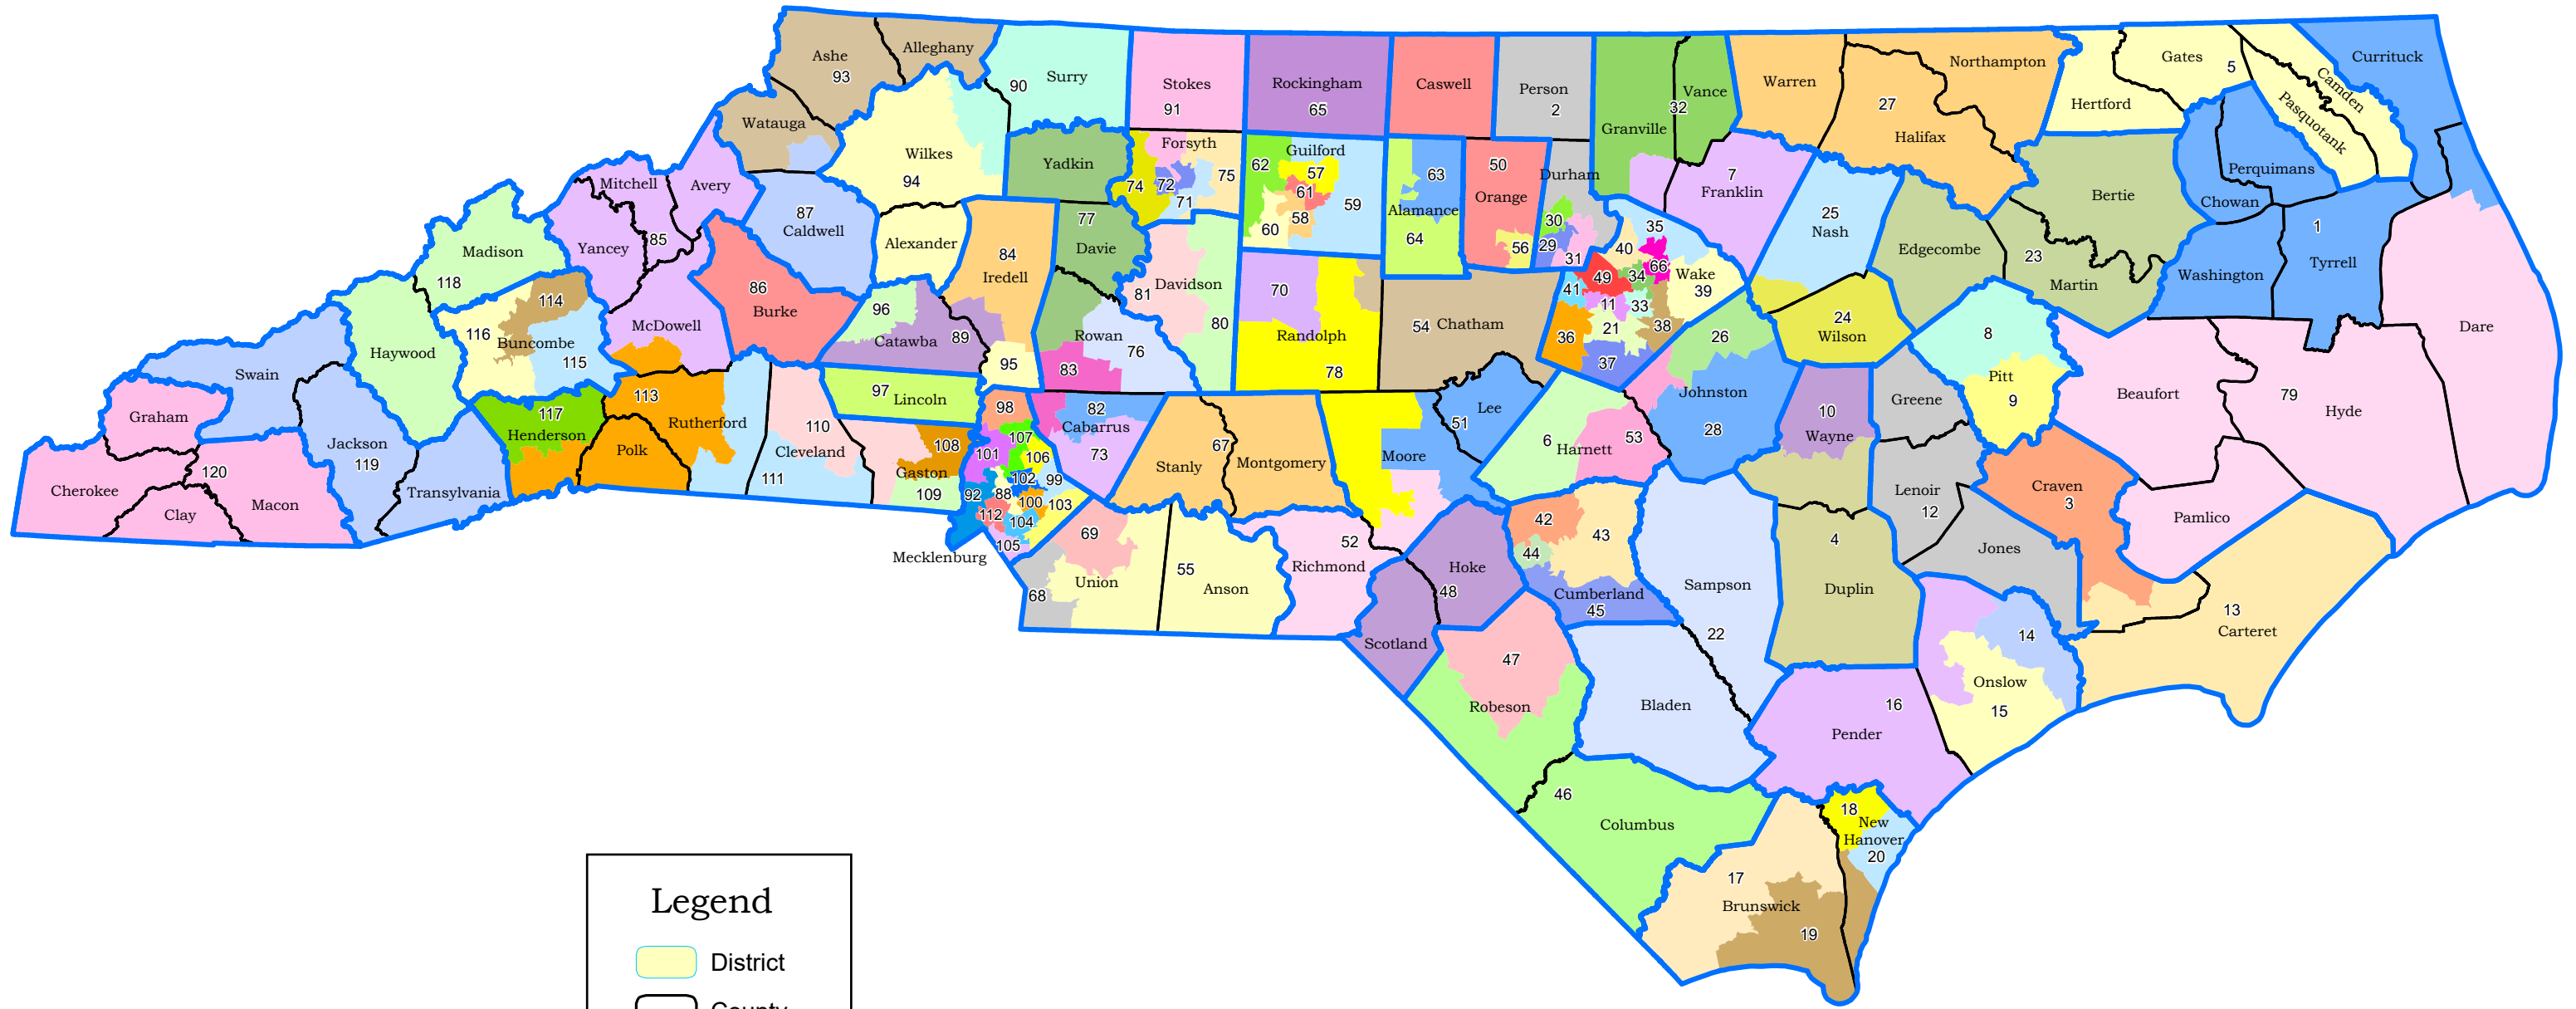 Ashe
93
Alleghany
90
Surry
Stokes
91
Rockingham
65
Caswell
Person
2
Granville
32
Vance
Warren
27
Halifax
Northampton
Hertford
Gates
5
Camden
Pasquotank
Currituck
Perquimans
Chowan
Watauga
Wilkes
94
Yadkin
Forsyth
74
72
71
75
Guilford
62
57
61
58
60
59
63
Alamance
64
50
Orange
56
Durham
30
29
31
7
Franklin
25
Nash
Edgecombe
Bertie
23
Martin
Washington
1
Tyrrell
Dare
Mitchell
Avery
Yancey
85
87
Caldwell
Alexander
84
Iredell
77
Davie
Davidson
81
80
70
Randolph
78
54
Chatham
35
40
66
Wake
39
49
34
41
11
33
21
38
36
37
26
24
Wilson
8
Pitt
9
Beaufort
79
Hyde
Madison
118
114
116
Buncombe
115
McDowell
86
Burke
96
Catawba
89
95
Rowan
76
83
Haywood
Swain
Graham
Jackson
119
117
Henderson
113
Rutherford
Polk
110
Cleveland
111
97
Lincoln
108
Gaston
109
98
107
101
106
102
99
92
88
100
103
112
104
105
Mecklenburg
82
Cabarrus
73
Stanly
67
Montgomery
Moore
51
Lee
6
Harnett
53
Johnston
28
10
Wayne
Greene
Lenoir
12
Craven
3
Pamlico
Jones
Cherokee
120
Clay
Macon
Transylvania
69
68
Union
55
Anson
52
Richmond
Hoke
48
Scotland
42
43
44
Cumberland
45
Sampson
22
4
Duplin
13
Carteret
14
Onslow
15
47
Robeson
Bladen
16
Pender
46
Columbus
18
New
Hanover
20
17
Brunswick
19
Legend
District